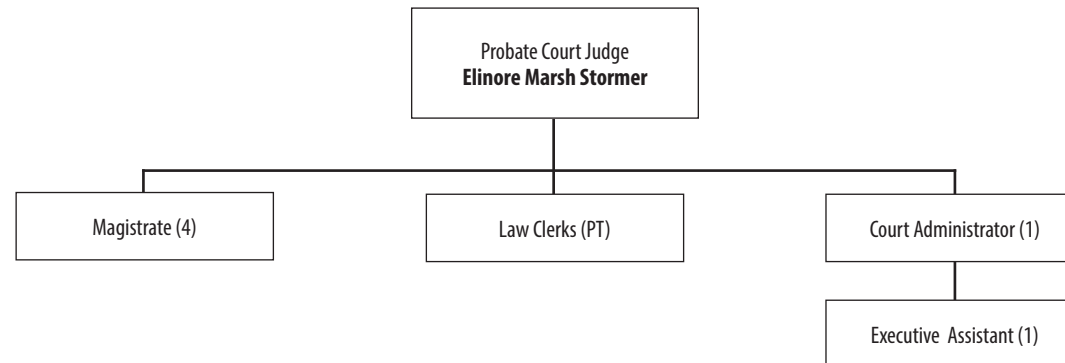 Probate Court Judge
Elinore Marsh Stormer
Magistrate (4)
Law Clerks (PT)
Court Administrator (1)
Executive Assistant (1)